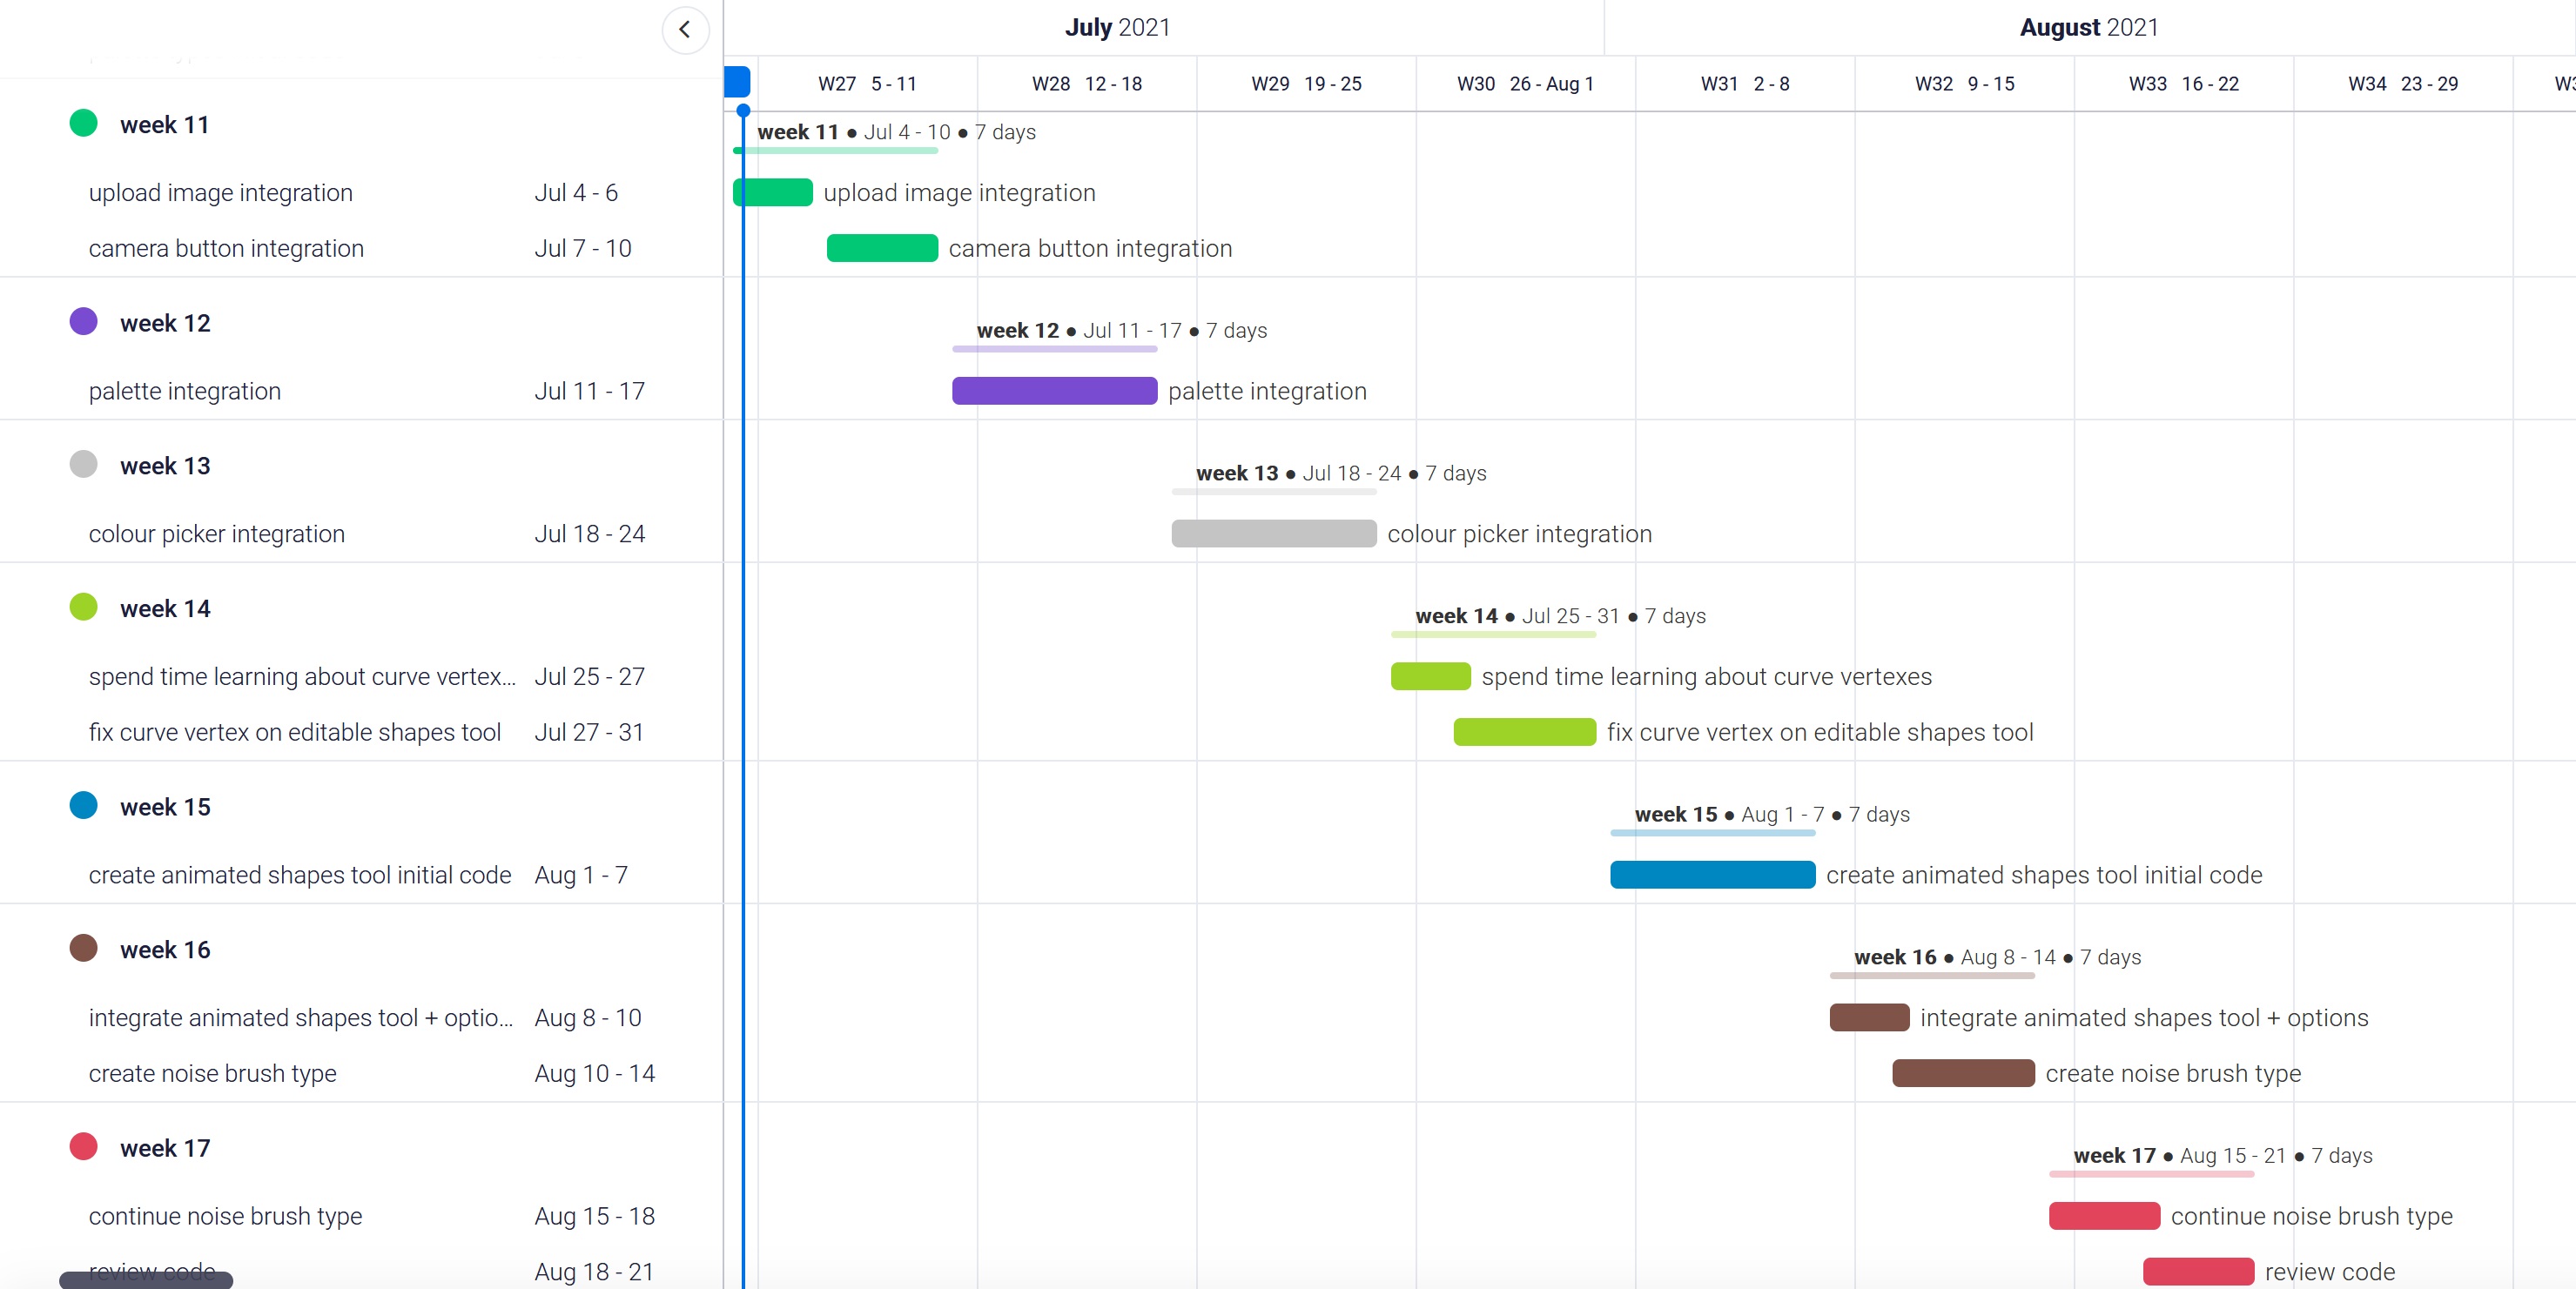 July 2021
August 2021
W27 5 - 11
W28 12 - 18
W29 19 - 25
W30 26 - Aug 1
W31 2 - 8
W32 9 - 15
W33 16 - 22
W34 23 - 29
week 11
week 11 ● Jul 4 - 10 ● 7 days
upload image integration Jul 4 - 6
upload image integration
camera button integration Jul 7 - 10
camera button integration
week 12
week 12 ● Jul 11 - 17 ● 7 days
palette integration Jul 11 - 17
palette integration
week 13
week 13 ● Jul 18 - 24 ● 7 days
colour picker integration Jul 18 - 24
colour picker integration
week 14
week 14 ● Jul 25 - 31 ● 7 days
spend time learning about curve vertex... Jul 25 - 27
spend time learning about curve vertexes
fix curve vertex on editable shapes tool Jul 27 - 31
fix curve vertex on editable shapes tool
week 15
week 15 ● Aug 1 - 7 ● 7 days
create animated shapes tool initial code Aug 1 - 7
create animated shapes tool initial code
week 16
week 16 ● Aug 8 - 14 ● 7 days
integrate animated shapes tool + optio... Aug 8 - 10
integrate animated shapes tool + options
create noise brush type Aug 10 - 14
create noise brush type
week 17
week 17 ● Aug 15 - 21 ● 7 days
continue noise brush type Aug 15 - 18
continue noise brush type
review code Aug 18 - 21
review code